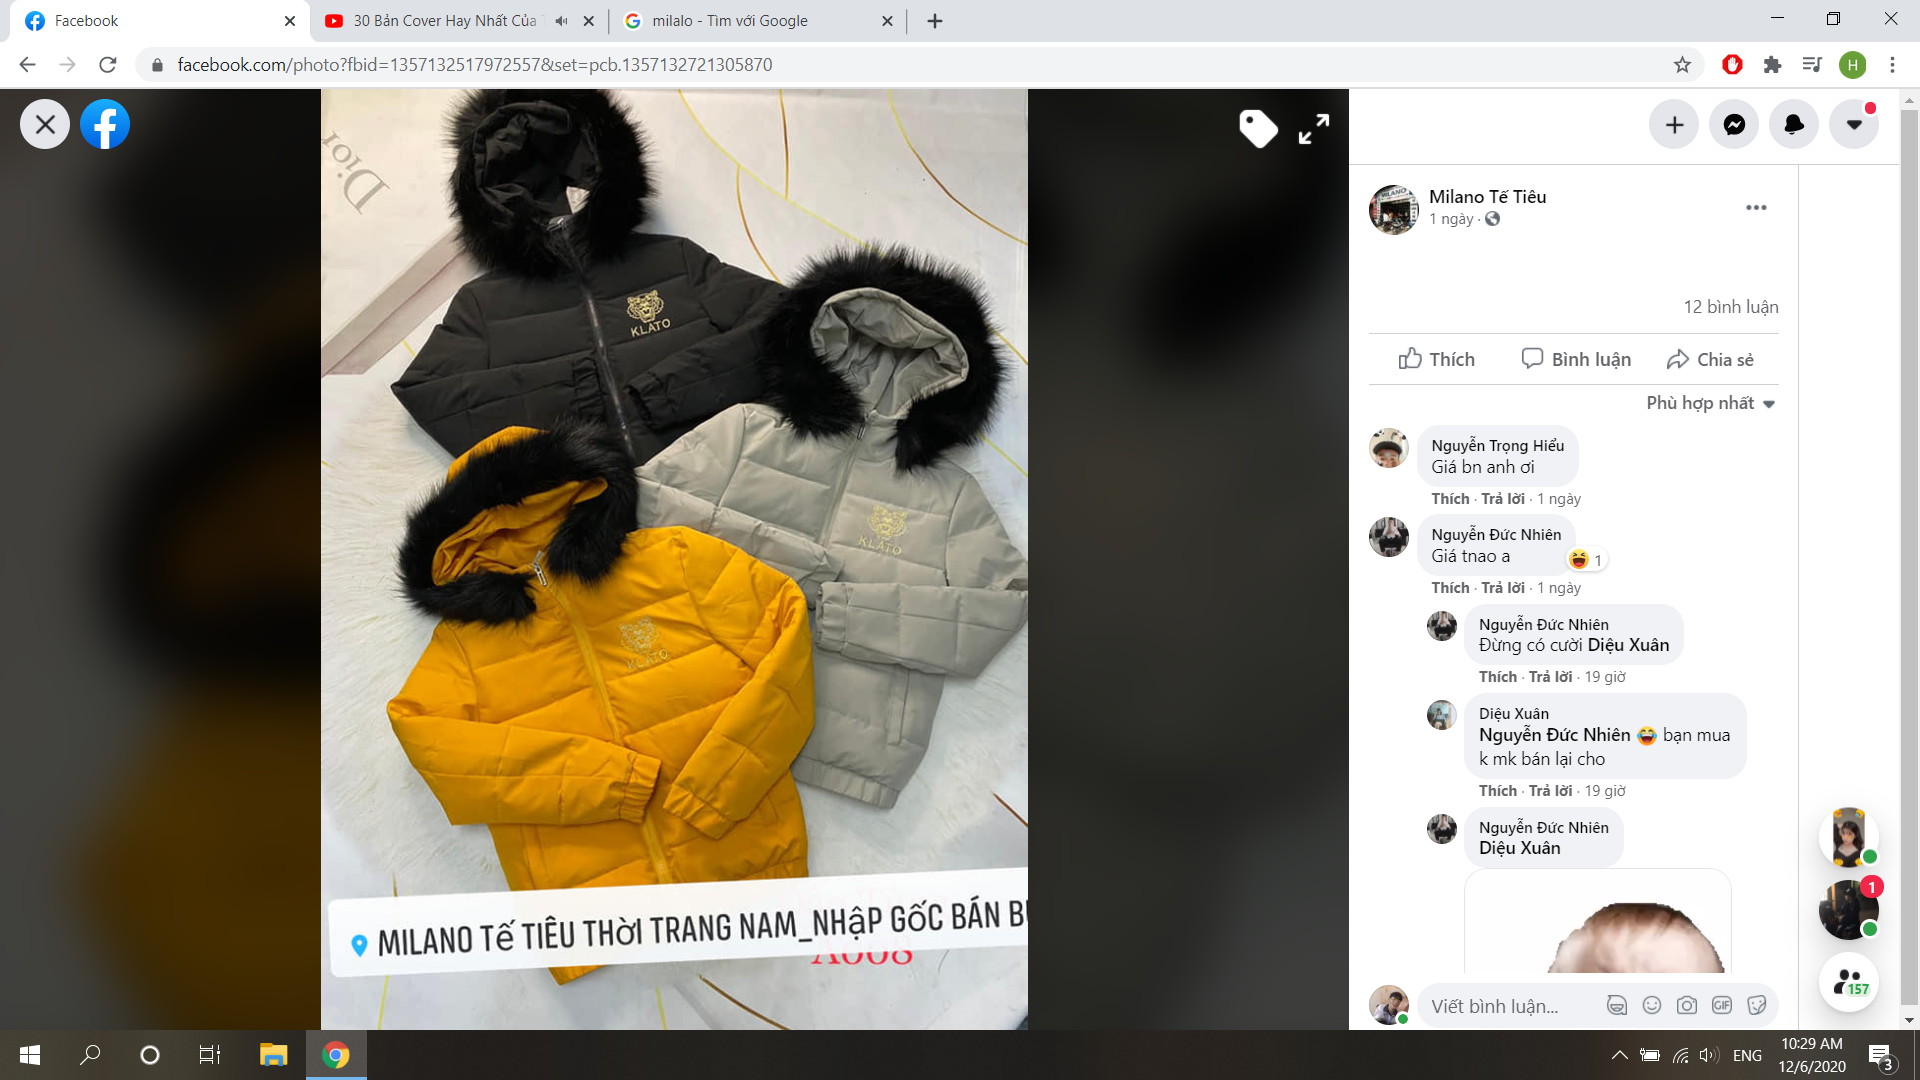 Facebook
30 Bản Cover Hay Nhất Của
milalo - Tìm với Google
facebook.com/photo?fbid=1357132517972557&set=pcb.1357132721305870
H
Dior
KLATO
KLATO
KLATO
MILANO Tế TIÊU THờI TRANG NAM_NHậP GốC BÁN
A008
Milano Tế Tiêu
1 ngày ·
12 bình luận
Thích
Bình luận
Chia sẻ
Phù hợp nhất
Nguyễn Trọng Hiểu
Giá bn anh ơi
Thích · Trả lời · 1 ngày
Nguyễn Đức Nhiên
Giá tnao a
1
Thích · Trả lời · 1 ngày
Nguyễn Đức Nhiên
Đừng có cười Diệu Xuân
Thích · Trả lời · 19 giờ
Diệu Xuân
Nguyễn Đức Nhiên 😂 bạn mua
k mk bán lại cho
Thích · Trả lời · 19 giờ
Nguyễn Đức Nhiên
Diệu Xuân
Viết bình luận...
GIF
1
157
ENG
10:29 AM
12/6/2020
3